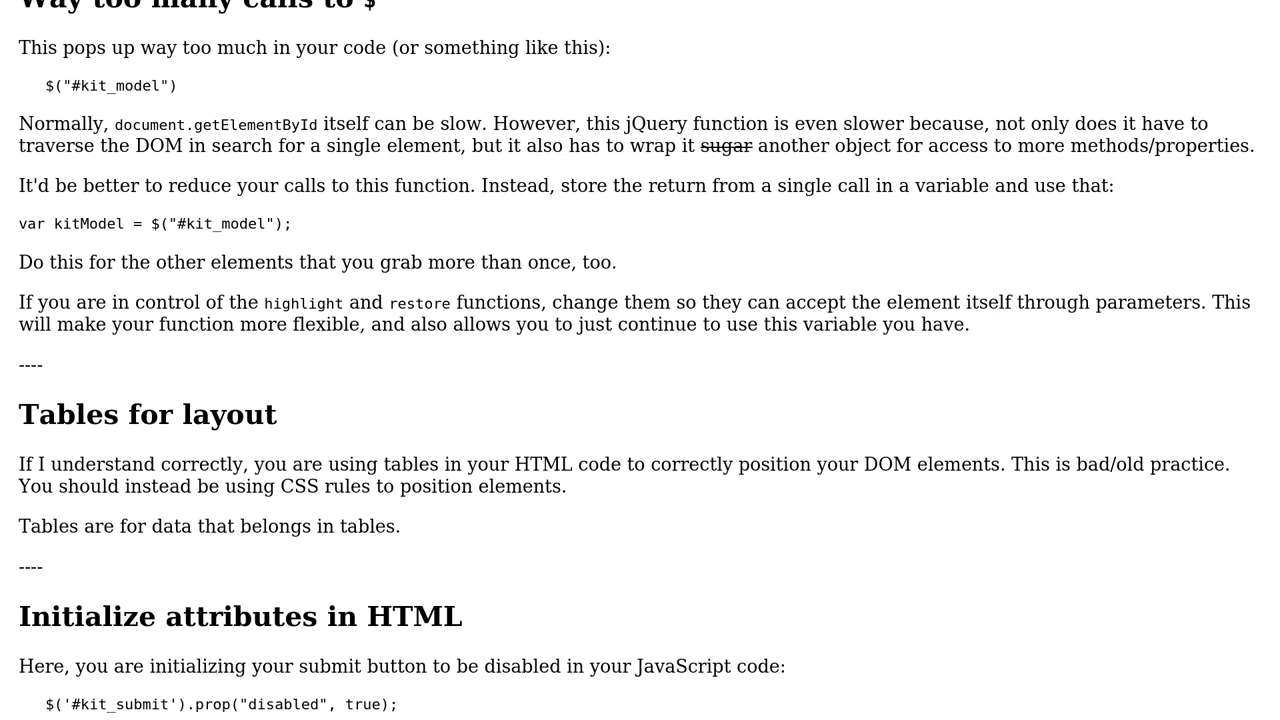 Way too many calls to $
This pops up way too much in your code (or something like this):
$("#kit_model")
Normally, document.getElementById itself can be slow. However, this jQuery function is even slower because, not only does it have to
traverse the DOM in search for a single element, but it also has to wrap it sugar another object for access to more methods/properties.
It'd be better to reduce your calls to this function. Instead, store the return from a single call in a variable and use that:
var kitModel = $("#kit_model");
Do this for the other elements that you grab more than once, too.
If you are in control of the highlight and restore functions, change them so they can accept the element itself through parameters. This
will make your function more flexible, and also allows you to just continue to use this variable you have.
----
Tables for layout
If I understand correctly, you are using tables in your HTML code to correctly position your DOM elements. This is bad/old practice.
You should instead be using CSS rules to position elements.
Tables are for data that belongs in tables.
----
Initialize attributes in HTML
Here, you are initializing your submit button to be disabled in your JavaScript code:
$('#kit_submit').prop("disabled", true);